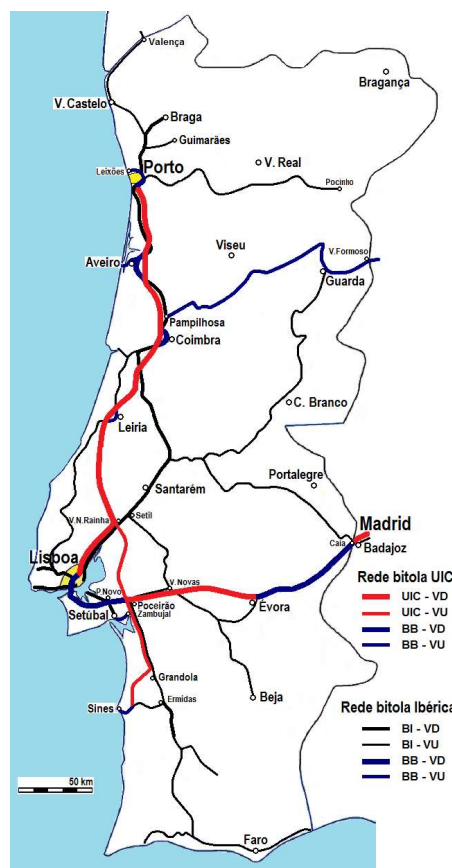 Valença
Bragança
V. Castelo
Braga
Guimarães
Leixões
Porto
V. Real
Pocinho
Viseu
V. Formoso
Aveiro
Guarda
Pampilhosa
Coimbra
C. Branco
Leiria
Portalegre
Santarém
V.N.Rainha
Setil
Madrid
Caia
Badajoz
Lisboa
P.Novo
V. Novas
Évora
Poceirão
Zambujal
Setúbal
Rede bitola UIC
UIC - VD
UIC - VU
BB - VD
BB - VU
Grandola
Ermidas
Sines
Beja
Rede bitola Ibérica
BI - VD
BI - VU
BB - VD
BB - VU
50 km
Faro